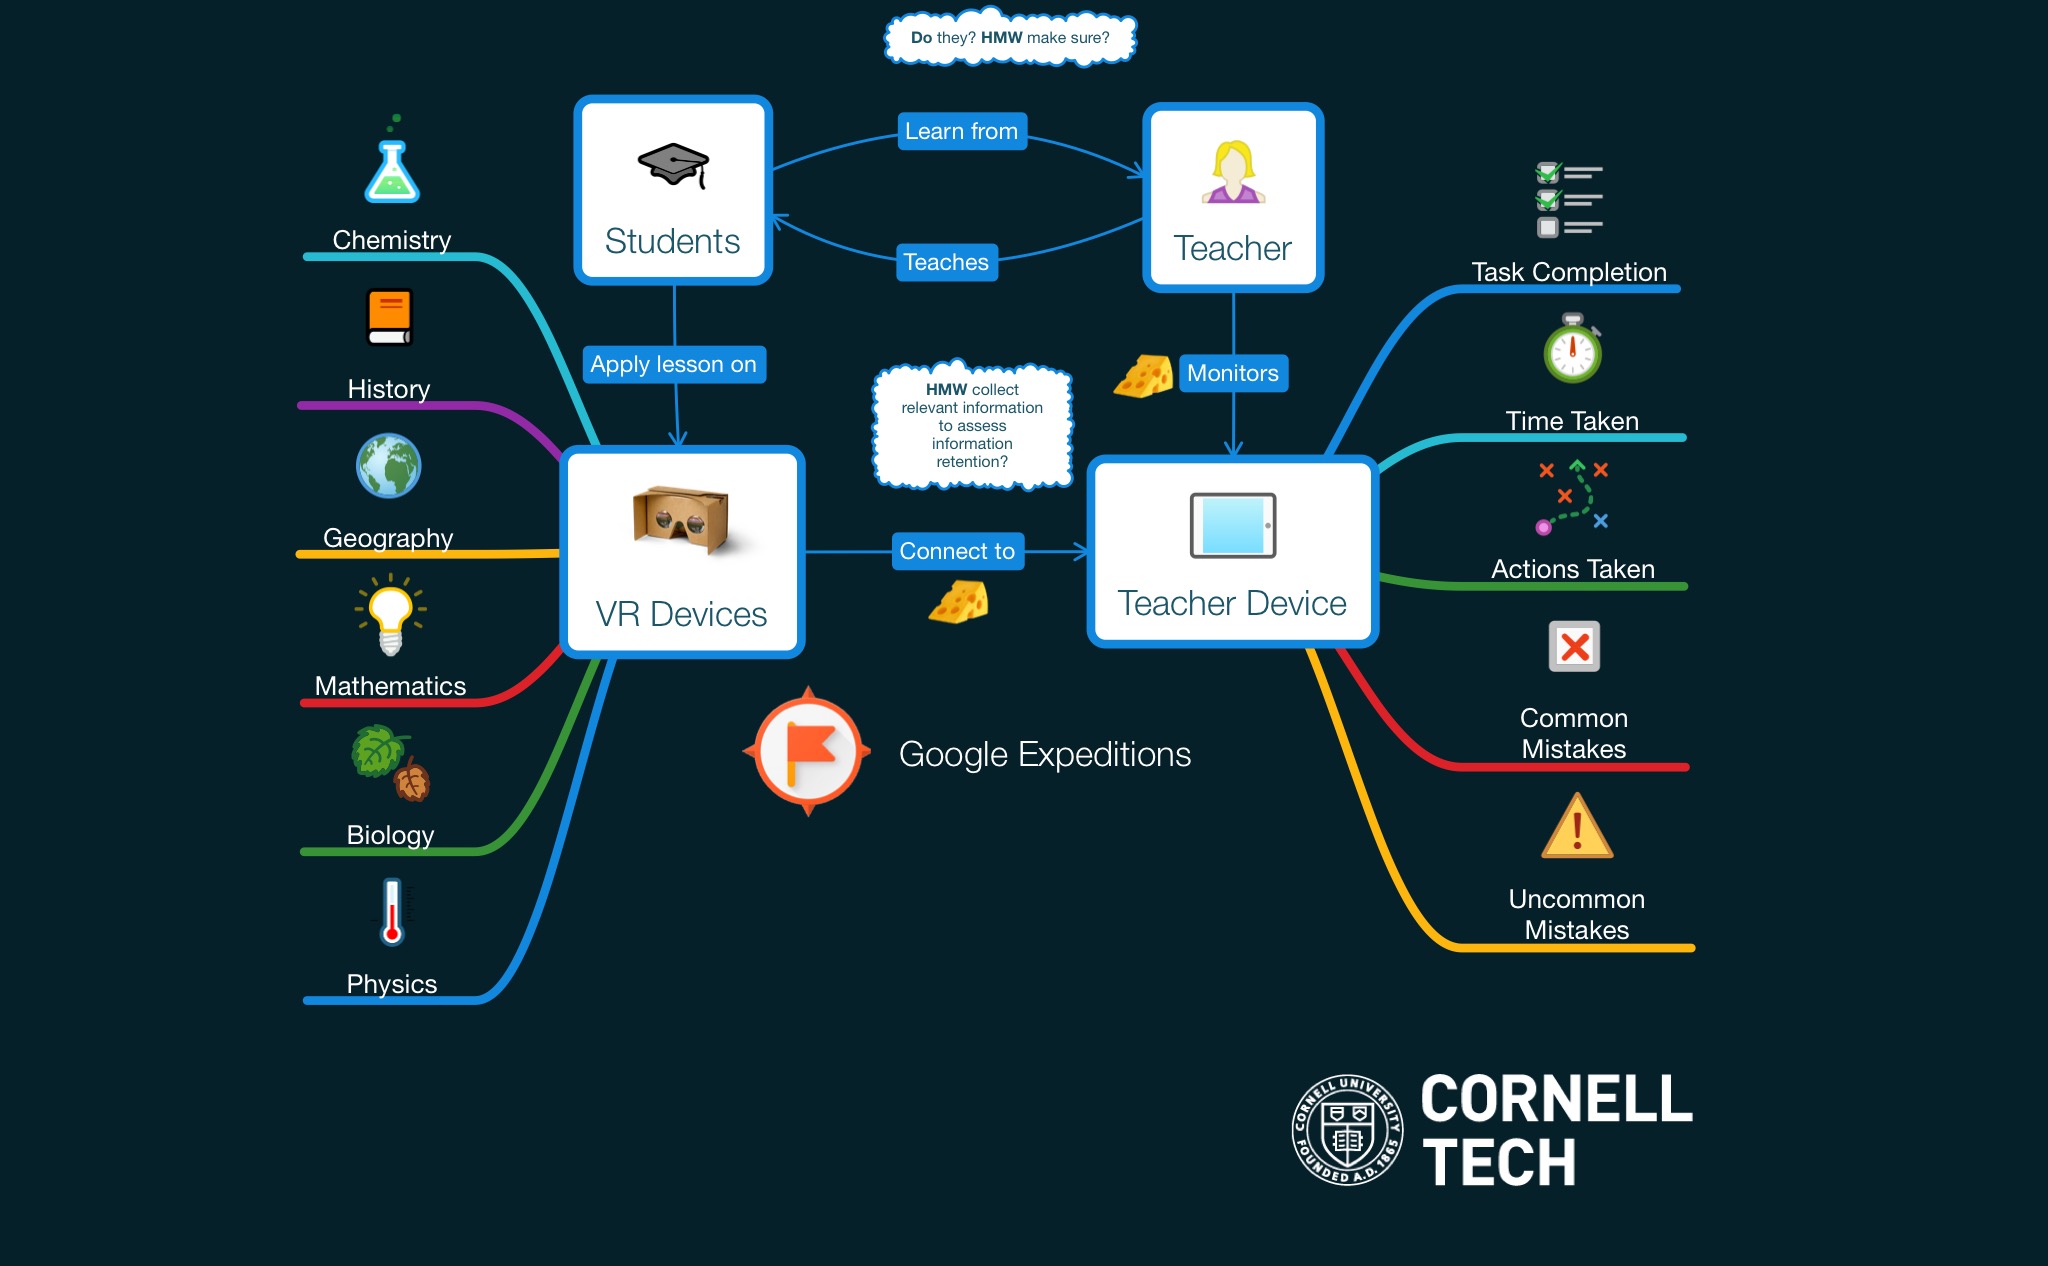 Do they? HMW make sure?
Learn from
Students
Teacher
Teaches
Chemistry
Task Completion
History
Apply lesson on
HMW collect
relevant information
to assess
information
retention?
Monitors
Time Taken
Geography
VR Devices
Connect to
Teacher Device
Actions Taken
Mathematics
Google Expeditions
Common
Mistakes
Biology
Uncommon
Mistakes
Physics
CORNELL UNIVERSITY
FOUNDED A.D. 1865
CORNELL
TECH